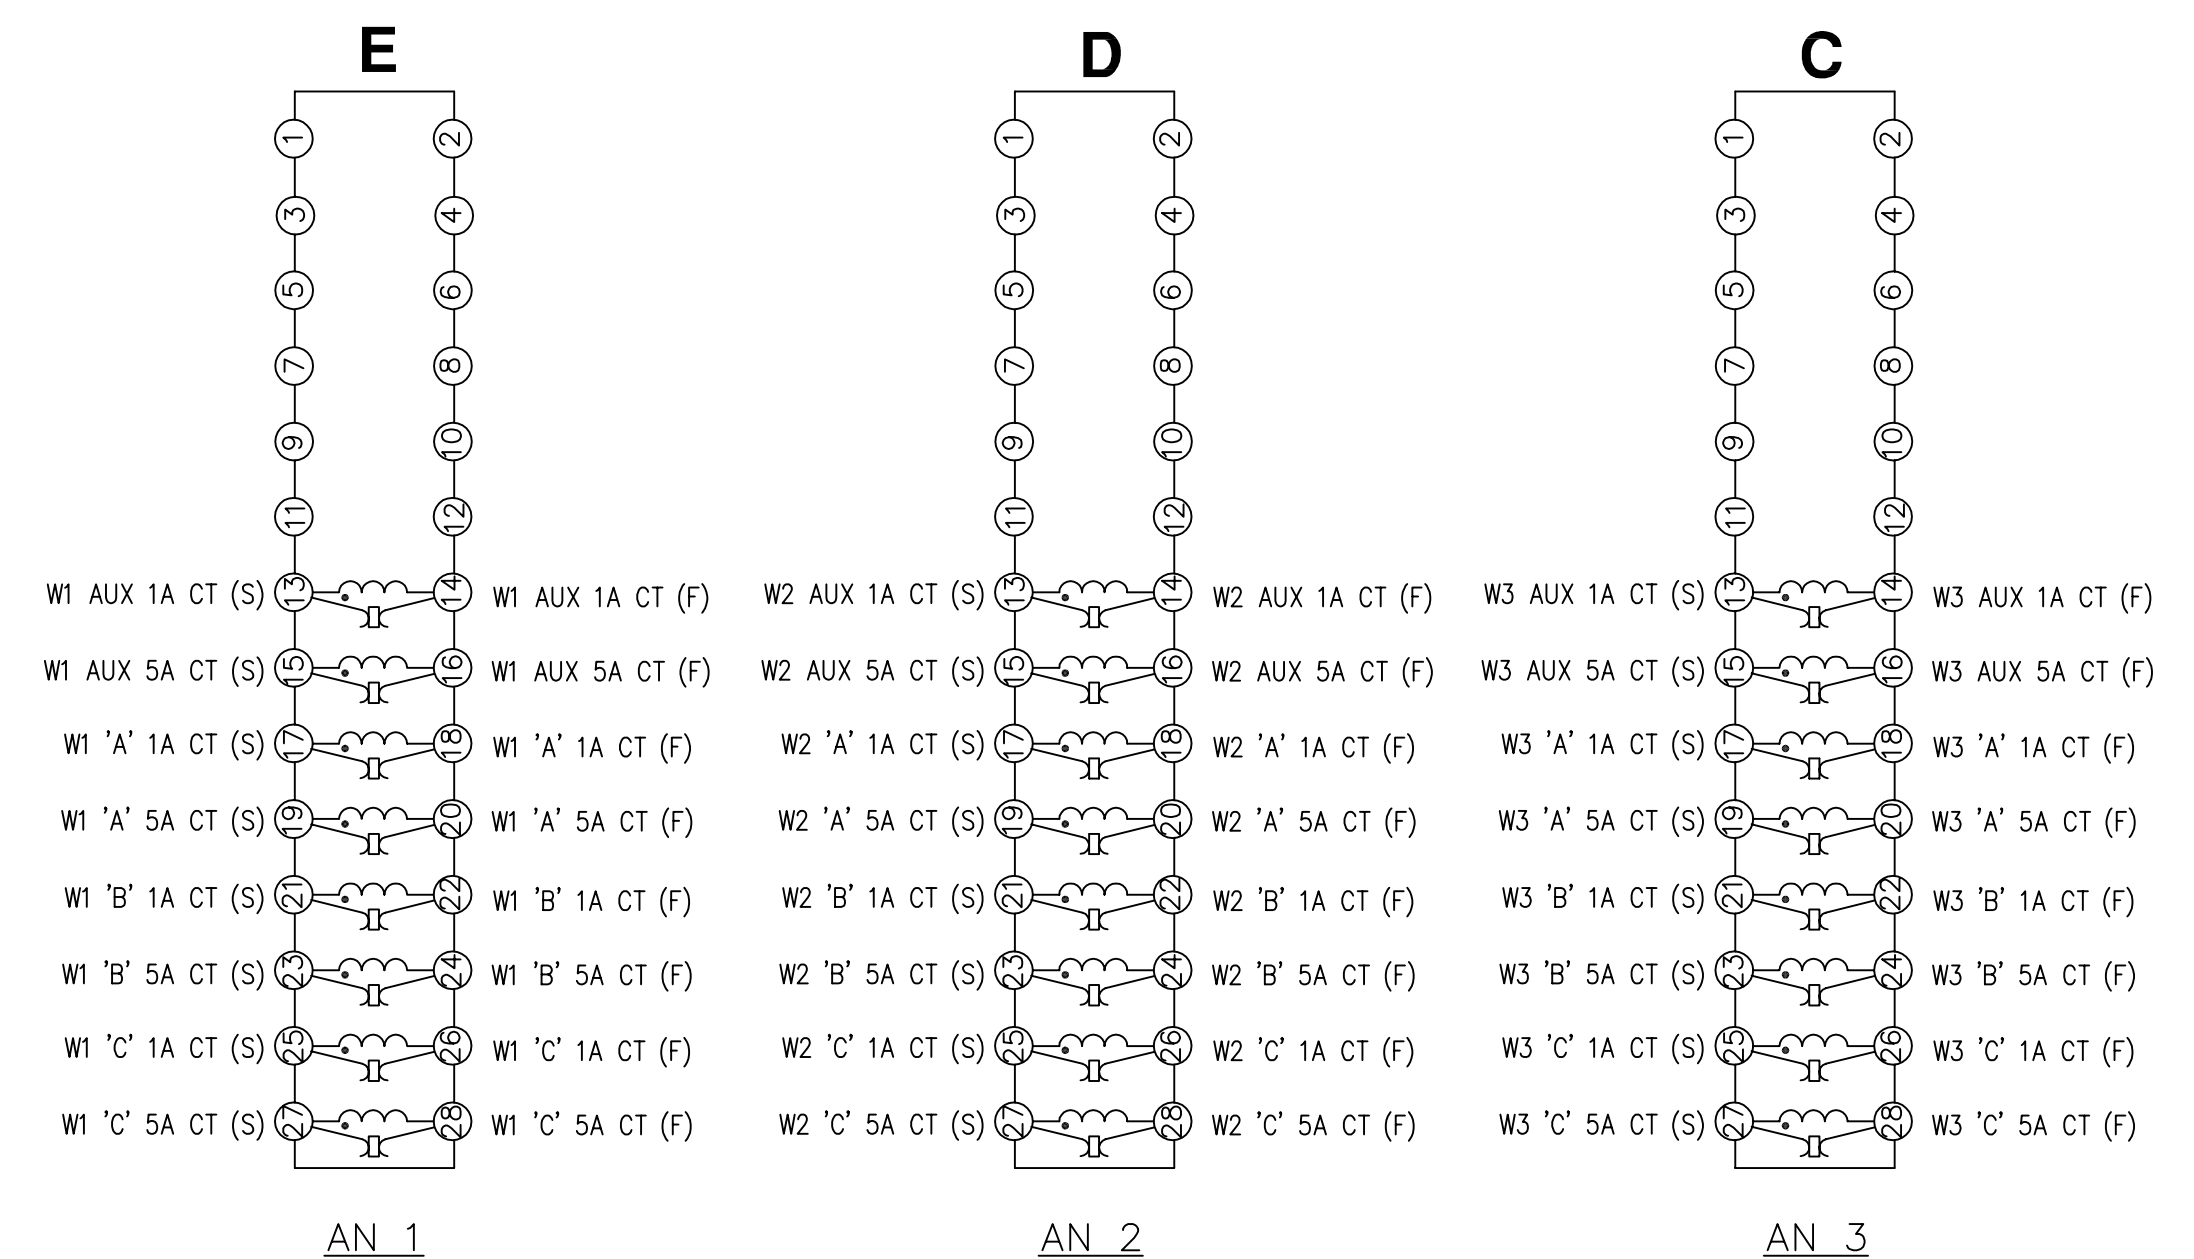 E D C
1 2 1 2 1 2
3 4 3 4 3 4
5 6 5 6 5 6
7 8 7 8 7 8
9 10 9 10 9 10
11 12 11 12 11 12
W1 AUX 1A CT (S) 13 14 W1 AUX 1A CT (F) W2 AUX 1A CT (S) 13 14 W2 AUX 1A CT (F) W3 AUX 1A CT (S) 13 14 W3 AUX 1A CT (F)
W1 AUX 5A CT (S) 15 16 W1 AUX 5A CT (F) W2 AUX 5A CT (S) 15 16 W2 AUX 5A CT (F) W3 AUX 5A CT (S) 15 16 W3 AUX 5A CT (F)
W1 'A' 1A CT (S) 17 18 W1 'A' 1A CT (F) W2 'A' 1A CT (S) 17 18 W2 'A' 1A CT (F) W3 'A' 1A CT (S) 17 18 W3 'A' 1A CT (F)
W1 'A' 5A CT (S) 19 20 W1 'A' 5A CT (F) W2 'A' 5A CT (S) 19 20 W2 'A' 5A CT (F) W3 'A' 5A CT (S) 19 20 W3 'A' 5A CT (F)
W1 'B' 1A CT (S) 21 22 W1 'B' 1A CT (F) W2 'B' 1A CT (S) 21 22 W2 'B' 1A CT (F) W3 'B' 1A CT (S) 21 22 W3 'B' 1A CT (F)
W1 'B' 5A CT (S) 23 24 W1 'B' 5A CT (F) W2 'B' 5A CT (S) 23 24 W2 'B' 5A CT (F) W3 'B' 5A CT (S) 23 24 W3 'B' 5A CT (F)
W1 'C' 1A CT (S) 25 26 W1 'C' 1A CT (F) W2 'C' 1A CT (S) 25 26 W2 'C' 1A CT (F) W3 'C' 1A CT (S) 25 26 W3 'C' 1A CT (F)
W1 'C' 5A CT (S) 27 28 W1 'C' 5A CT (F) W2 'C' 5A CT (S) 27 28 W2 'C' 5A CT (F) W3 'C' 5A CT (S) 27 28 W3 'C' 5A CT (F)
AN 1 AN 2 AN 3